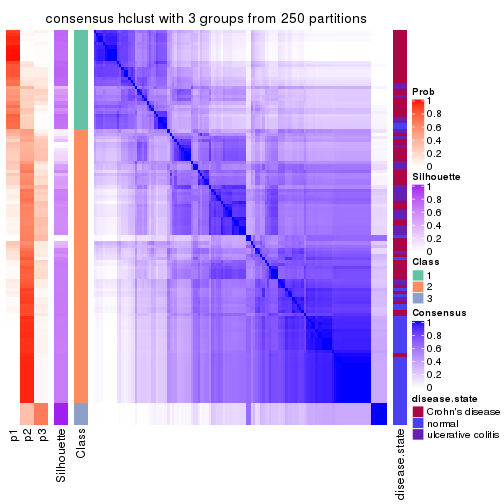 consensus hclust with 3 groups from 250 partitions
p1
p2
p3
Silhouette
Class
disease.state
Prob
1
0.8
0.6
0.4
0.2
0
Silhouette
1
0.8
0.6
0.4
0.2
0
Class
1
2
3
Consensus
1
0.8
0.6
0.4
0.2
0
disease.state
Crohn's disease
normal
ulcerative colitis